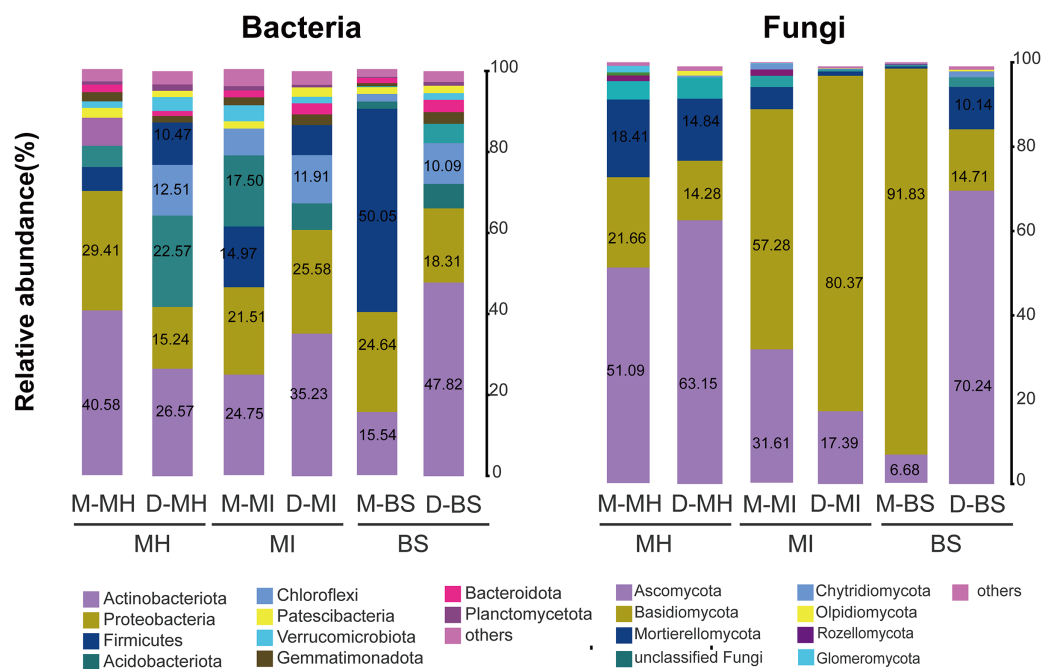 Bacteria
Fungi
Relative abundance(%)
100
80
60
40
20
0
40.58
29.41
26.57
15.24
22.57
12.51
10.47
24.75
21.51
14.97
17.50
35.23
25.58
11.91
15.54
24.64
50.05
47.82
18.31
10.09
M-MH D-MH M-MI D-MI M-BS D-BS
MH MI BS
100
80
60
40
20
0
51.09
21.66
18.41
63.15
14.28
14.84
31.61
57.28
17.39
80.37
6.68
91.83
70.24
14.71
10.14
M-MH D-MH M-MI D-MI M-BS D-BS
MH MI BS
Actinobacteriota
Proteobacteria
Firmicutes
Acidobacteriota
Chloroflexi
Patescibacteria
Verrucomicrobiota
Gemmatimonadota
Bacteroidota
Planctomycetota
others
Ascomycota
Basidiomycota
Mortierellomycota
unclassified Fungi
Chytridiomycota
Olpidiomycota
Rozellomycota
Glomeromycota
others